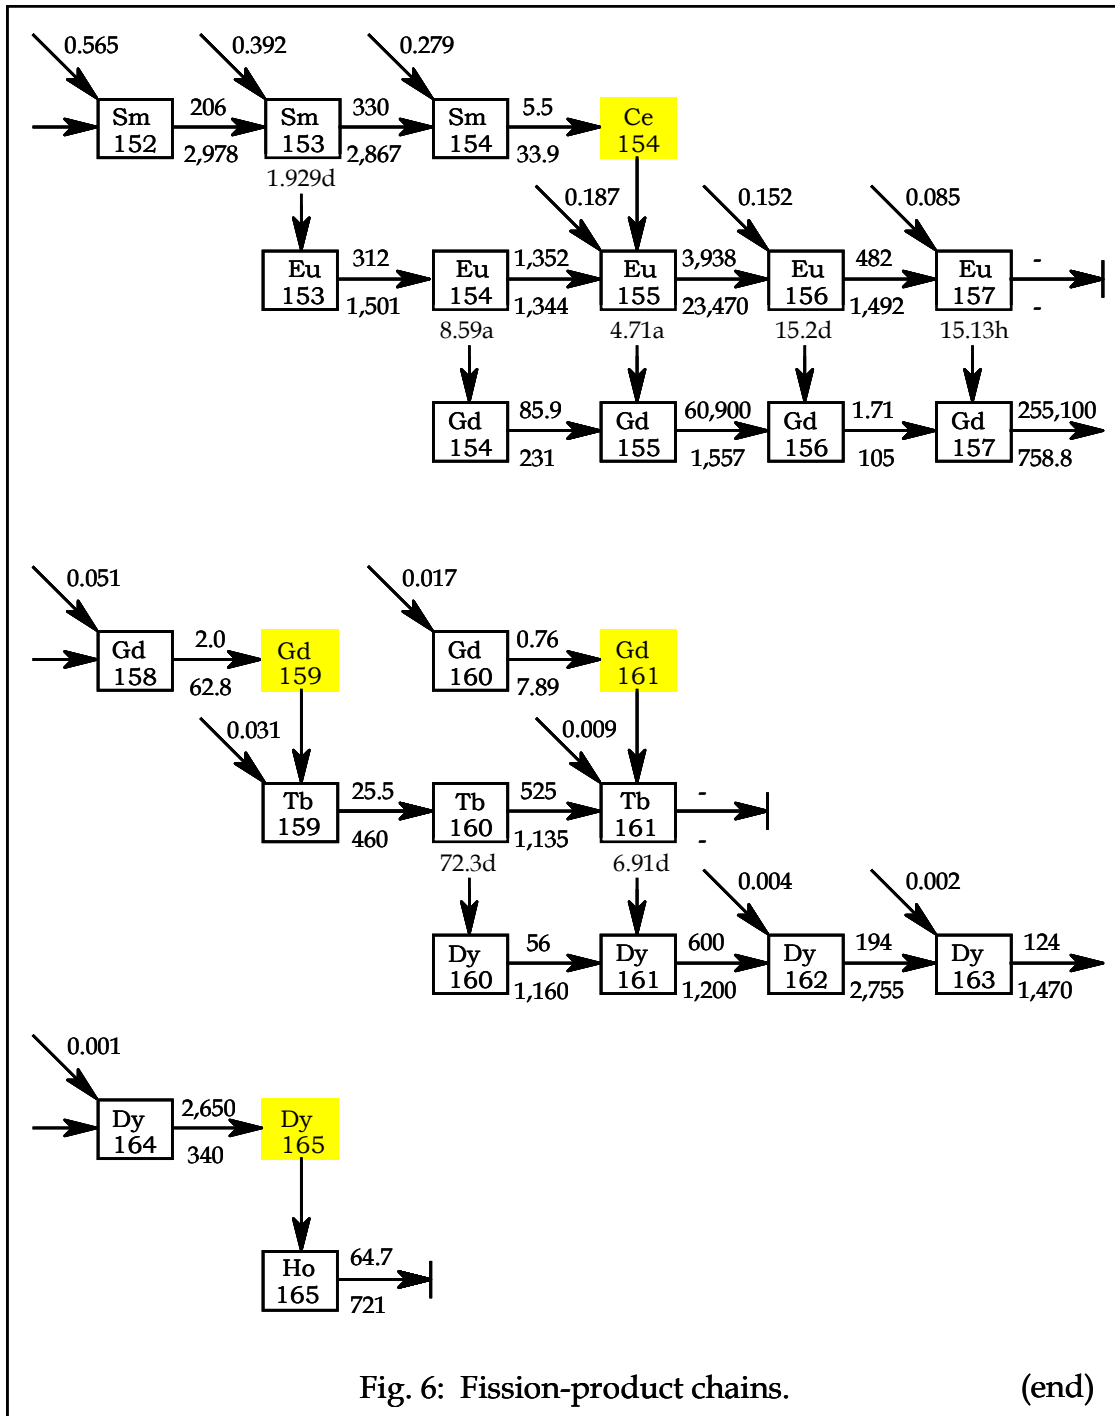 0.565 0.392 0.279
Sm 206 Sm 330 Sm 5.5 Ce
152 2,978 153 2,867 154 33.9 154
1.929d
0.187 0.152 0.085
Eu 312 Eu 1,352 Eu 3,938 Eu 482 Eu -
153 1,501 154 1,344 155 23,470 156 1,492 157 -
8.59a 4.71a 15.2d 15.13h
Gd 85.9 Gd 60,900 Gd 1.71 Gd 255,100
154 231 155 1,557 156 105 157 758.8
0.051 0.017
Gd 2.0 Gd Gd 0.76 Gd
158 62.8 159 160 7.89 161
0.031 0.009
Tb 25.5 Tb 525 Tb -
159 460 160 1,135 161 -
72.3d 6.91d
0.004 0.002
Dy 56 Dy 600 Dy 194 Dy 124
160 1,160 161 1,200 162 2,755 163 1,470
0.001
Dy 2,650 Dy
164 340 165
Ho 64.7
165 721
Fig. 6: Fission-product chains. (end)